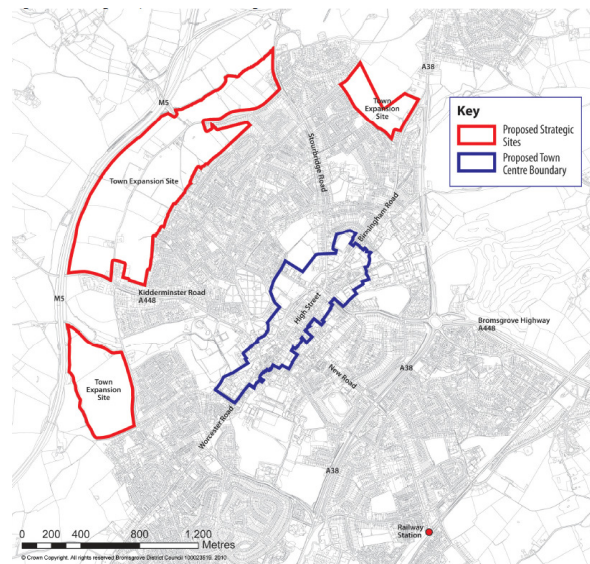 A38
M5
Key
Proposed Strategic
Sites
Proposed Town
Centre Boundary
Town
Expansion
Site
Stourbridge Road
Town Expansion Site
Birmingham Road
Kidderminster Road
A448
M5
High Street
Bromsgrove Highway
A448
A38
Town
Expansion
Site
New Road
Worcester Road
A38
Railway
Station
0 200 400 800 1,200
Metres
© Crown Copyright. All rights reserved Bromsgrove District Council 100023519. 2010